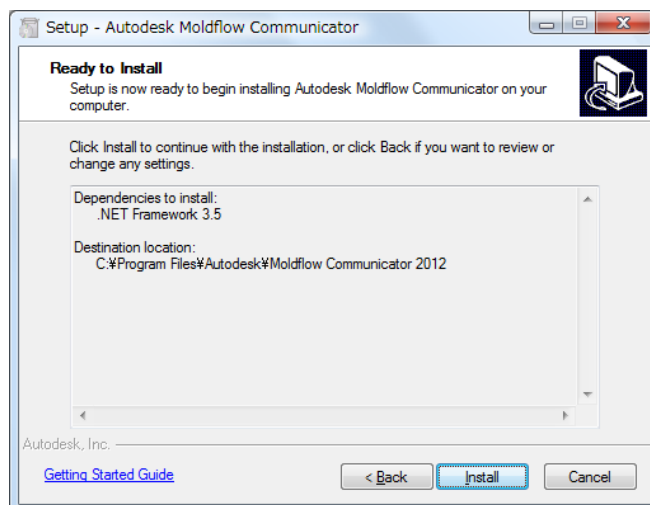 Setup - Autodesk Moldflow Communicator
Ready to Install
Setup is now ready to begin installing Autodesk Moldflow Communicator on your
computer.
Click Install to continue with the installation, or click Back if you want to review or
change any settings.
Dependencies to install:
.NET Framework 3.5
Destination location:
C:¥Program Files¥Autodesk¥Moldflow Communicator 2012
Autodesk, Inc.
Getting Started Guide
< Back
Install
Cancel